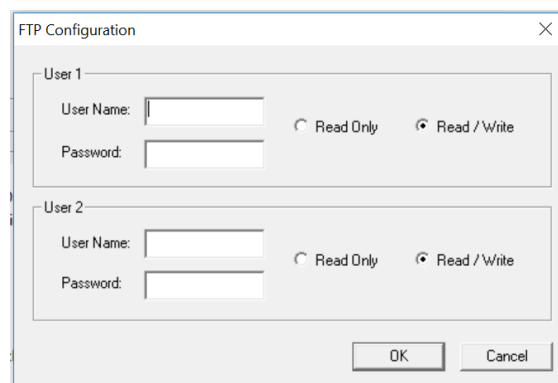 FTP Configuration
User 1
User Name:
Read Only
Read / Write
Password:
User 2
User Name:
Read Only
Read / Write
Password:
OK
Cancel